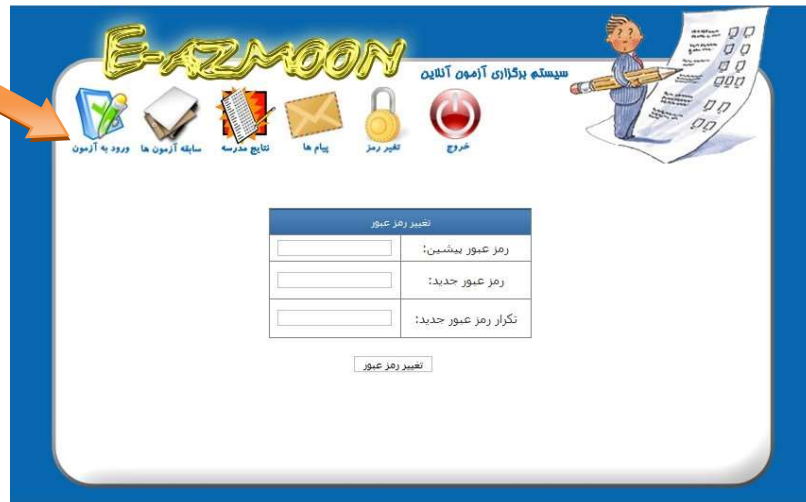 E-AZMOON
سیستم برگزاری آزمون آنلاین
ورود به آزمون
سابقه آزمون ها
نتایج مدرسه
پیام ها
تغیر رمز
خروج
تغییر رمز عبور
رمز عبور پیشین:
رمز عبور جدید:
تکرار رمز عبور جدید:
تغییر رمز عبور